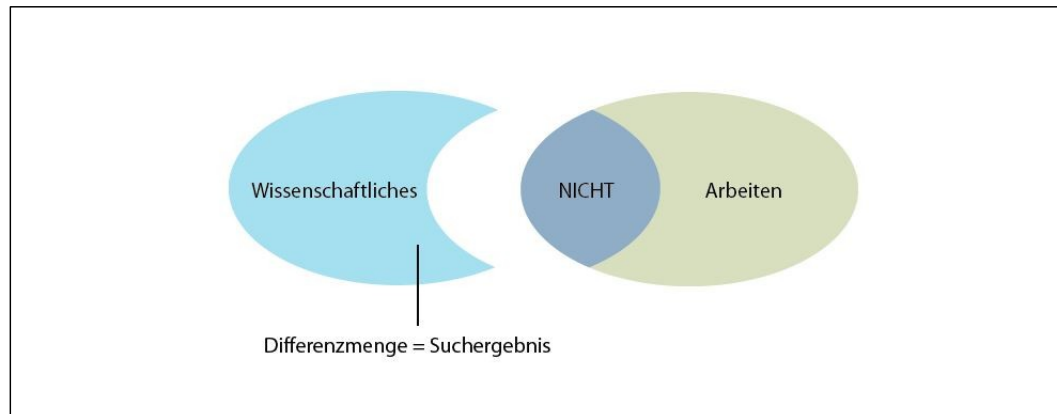 Wissenschaftliches
NICHT
Arbeiten
Differenzmenge = Suchergebnis